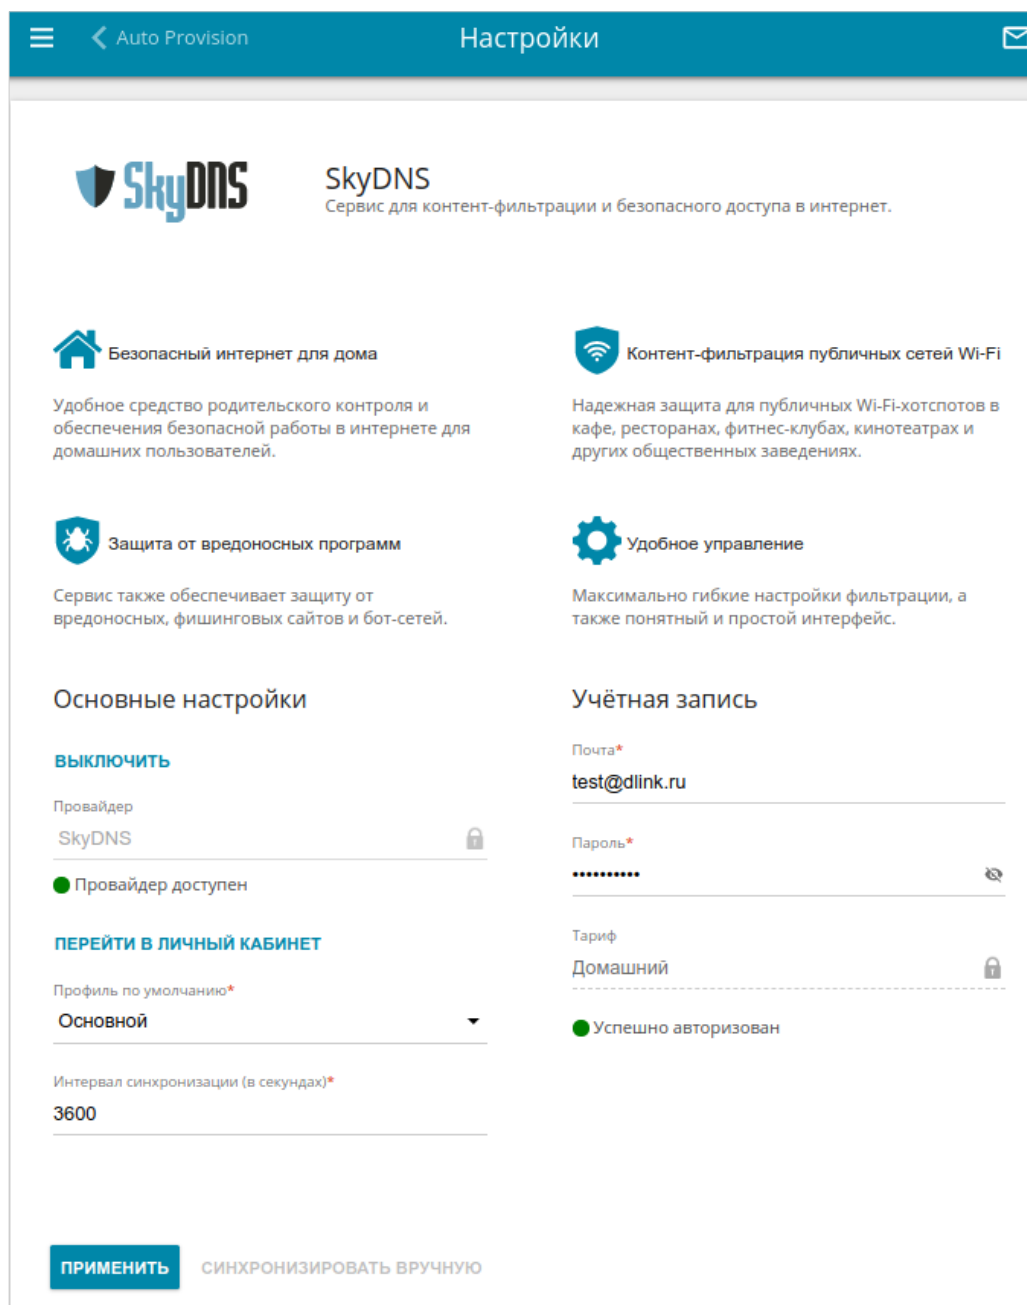 Auto Provision
Настройки
SkyDNS
SkyDNS
Сервис для контент-фильтрации и безопасного доступа в интернет.
Безопасный интернет для дома
Удобное средство родительского контроля и
обеспечения безопасной работы в интернете для
домашних пользователей.
Контент-фильтрация публичных сетей Wi-Fi
Надежная защита для публичных Wi-Fi-хотспотов в
кафе, ресторанах, фитнес-клубах, кинотеатрах и
других общественных заведениях.
Защита от вредоносных программ
Сервис также обеспечивает защиту от
вредоносных, фишинговых сайтов и бот-сетей.
Удобное управление
Максимально гибкие настройки фильтрации, а
также понятный и простой интерфейс.
Основные настройки
ВЫКЛЮЧИТЬ
Провайдер
SkyDNS
Провайдер доступен
ПЕРЕЙТИ В ЛИЧНЫЙ КАБИНЕТ
Профиль по умолчанию*
Основной
Интервал синхронизации (в секундах)*
3600
Учётная запись
Почта*
test@dlink.ru
Пароль*
••••••••••
Тариф
Домашний
Успешно авторизован
ПРИМЕНИТЬ
СИНХРОНИЗИРОВАТЬ ВРУЧНУЮ